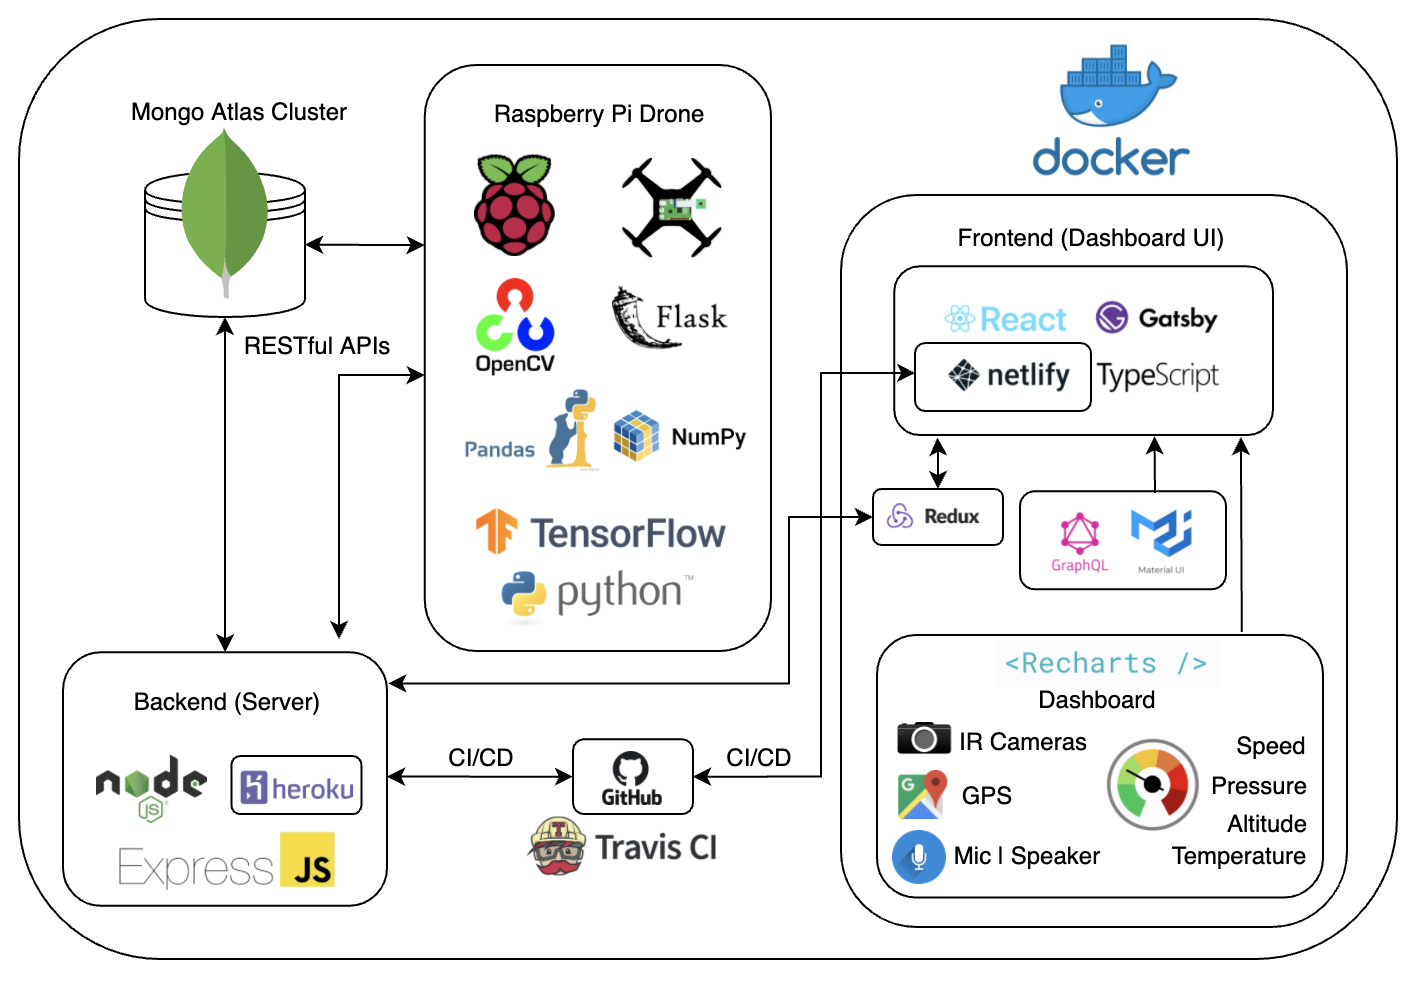 docker
Mongo Atlas Cluster
RESTful APIs
Raspberry Pi Drone
OpenCV
Flask
Pandas
NumPy
TensorFlow
python™
Frontend (Dashboard UI)
React
Gatsby
netlify
TypeScript
Redux
GraphQL
Material UI
<Recharts />
Dashboard
IR Cameras
G
GPS
Mic | Speaker
Speed
Pressure
Altitude
Temperature
Backend (Server)
node
JS
heroku
Express
JS
CI/CD
GitHub
CI/CD
T
Travis CI